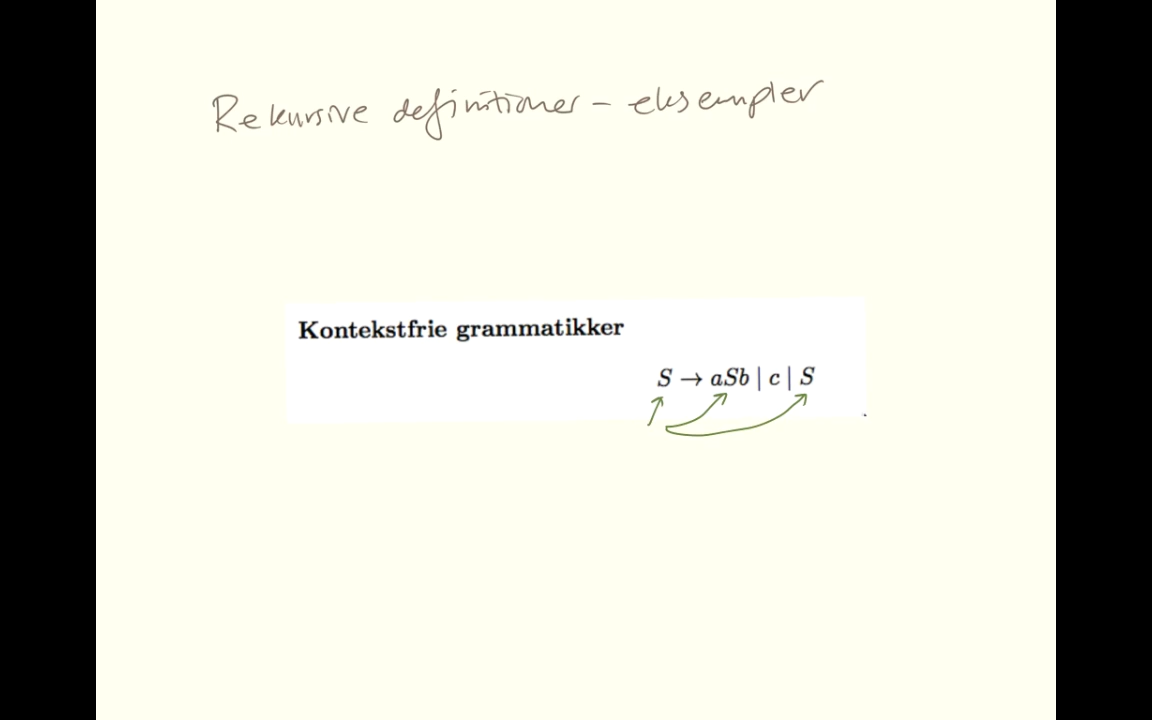 Rekursive definitioner – eksempler
Kontekstfrie grammatikker
S → aSb | c | S